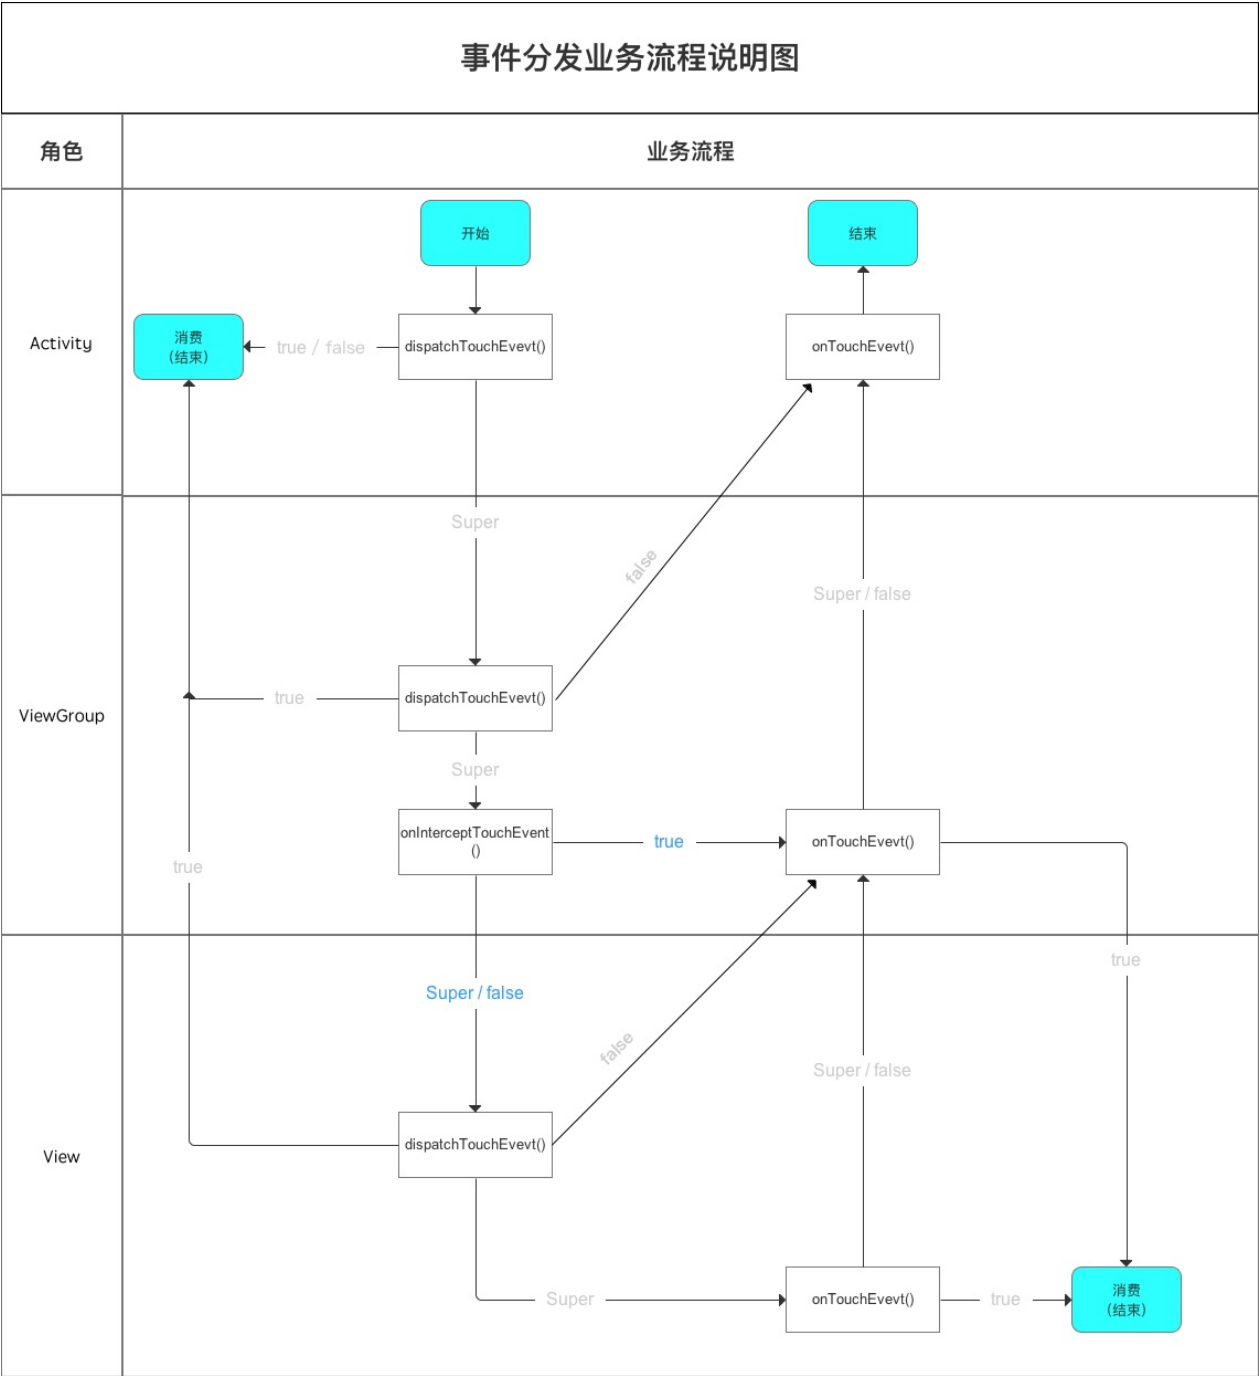 事件分发业务流程说明图
角色
业务流程
Activity
开始
结束
消费
(结束)
true / false
dispatchTouchEvevt()
onTouchEvevt()
Super
false
Super / false
ViewGroup
true
dispatchTouchEvevt()
Super
onInterceptTouchEvent
()
true
onTouchEvevt()
true
true
Super / false
false
Super / false
View
dispatchTouchEvevt()
Super
onTouchEvevt()
true
消费
(结束)